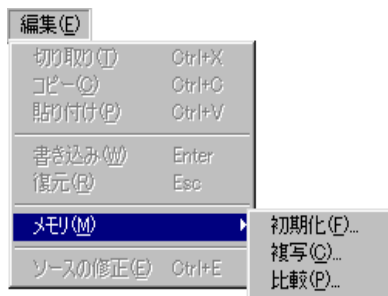 編集(E)
切り取り(T) Ctrl+X
コピー(C) Ctrl+C
貼り付け(P) Ctrl+V
書き込み(W) Enter
復元(R) Esc
メモリ(M)
初期化(F)...
複写(C)...
比較(P)...
ソースの修正(E) Ctrl+E